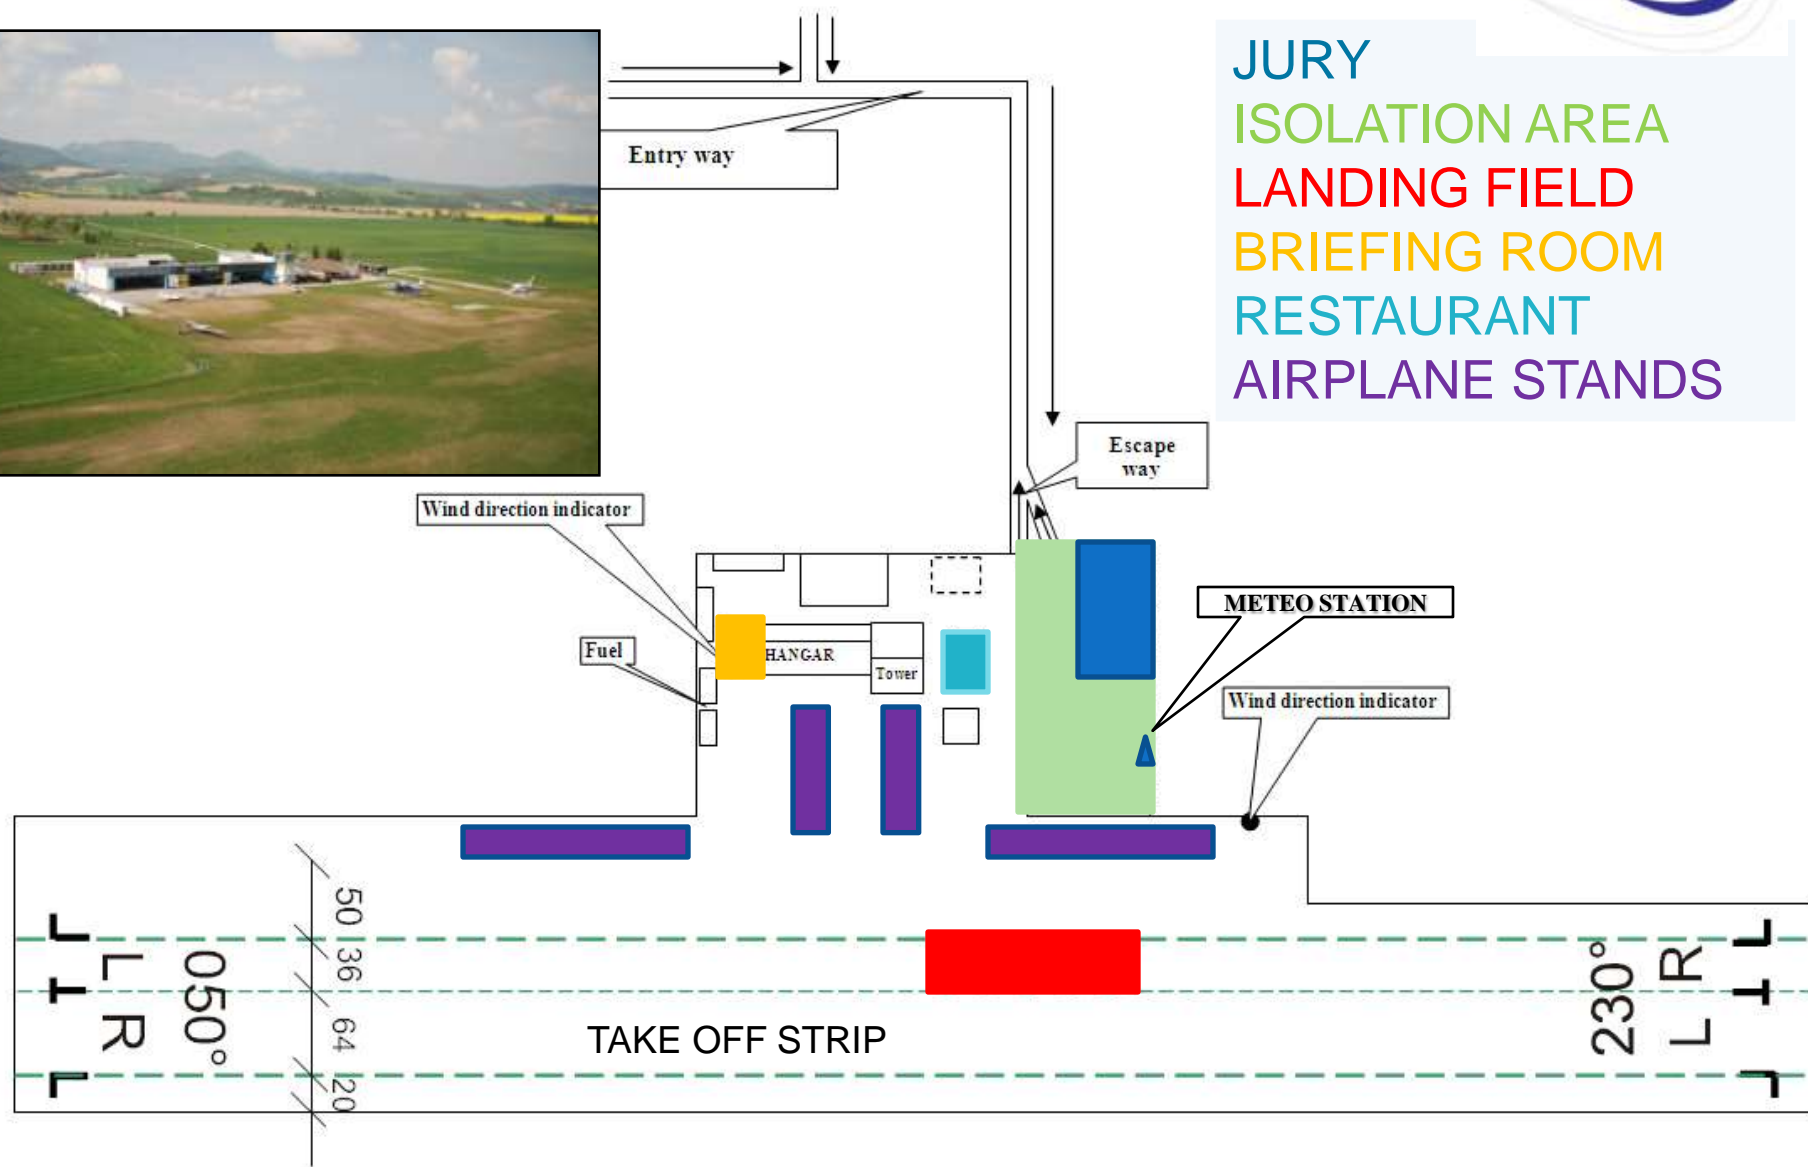 JURY
ISOLATION AREA
LANDING FIELD
BRIEFING ROOM
RESTAURANT
AIRPLANE STANDS
Entry way
Escape
way
Wind direction indicator
METEO STATION
Fuel
HANGAR
Tower
Wind direction indicator
50
36
64
20
L
R
050°
TAKE OFF STRIP
230°
R
L